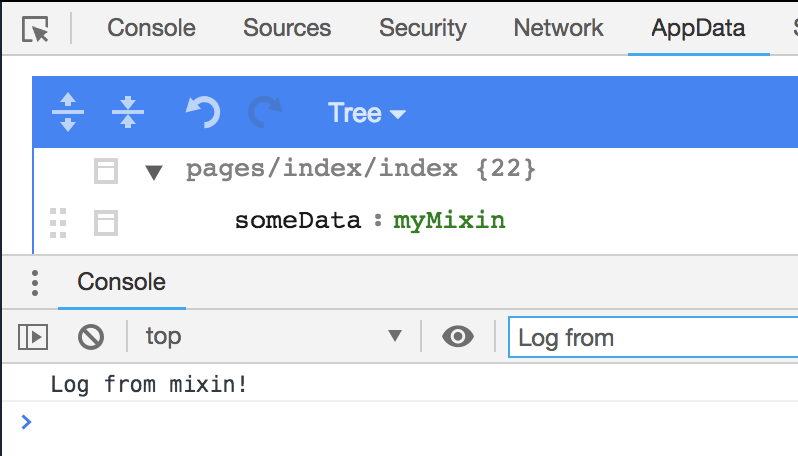 Console Sources Security Network AppData
Tree
pages/index/index {22}
someData : myMixin
Console
top Log from
Log from mixin!